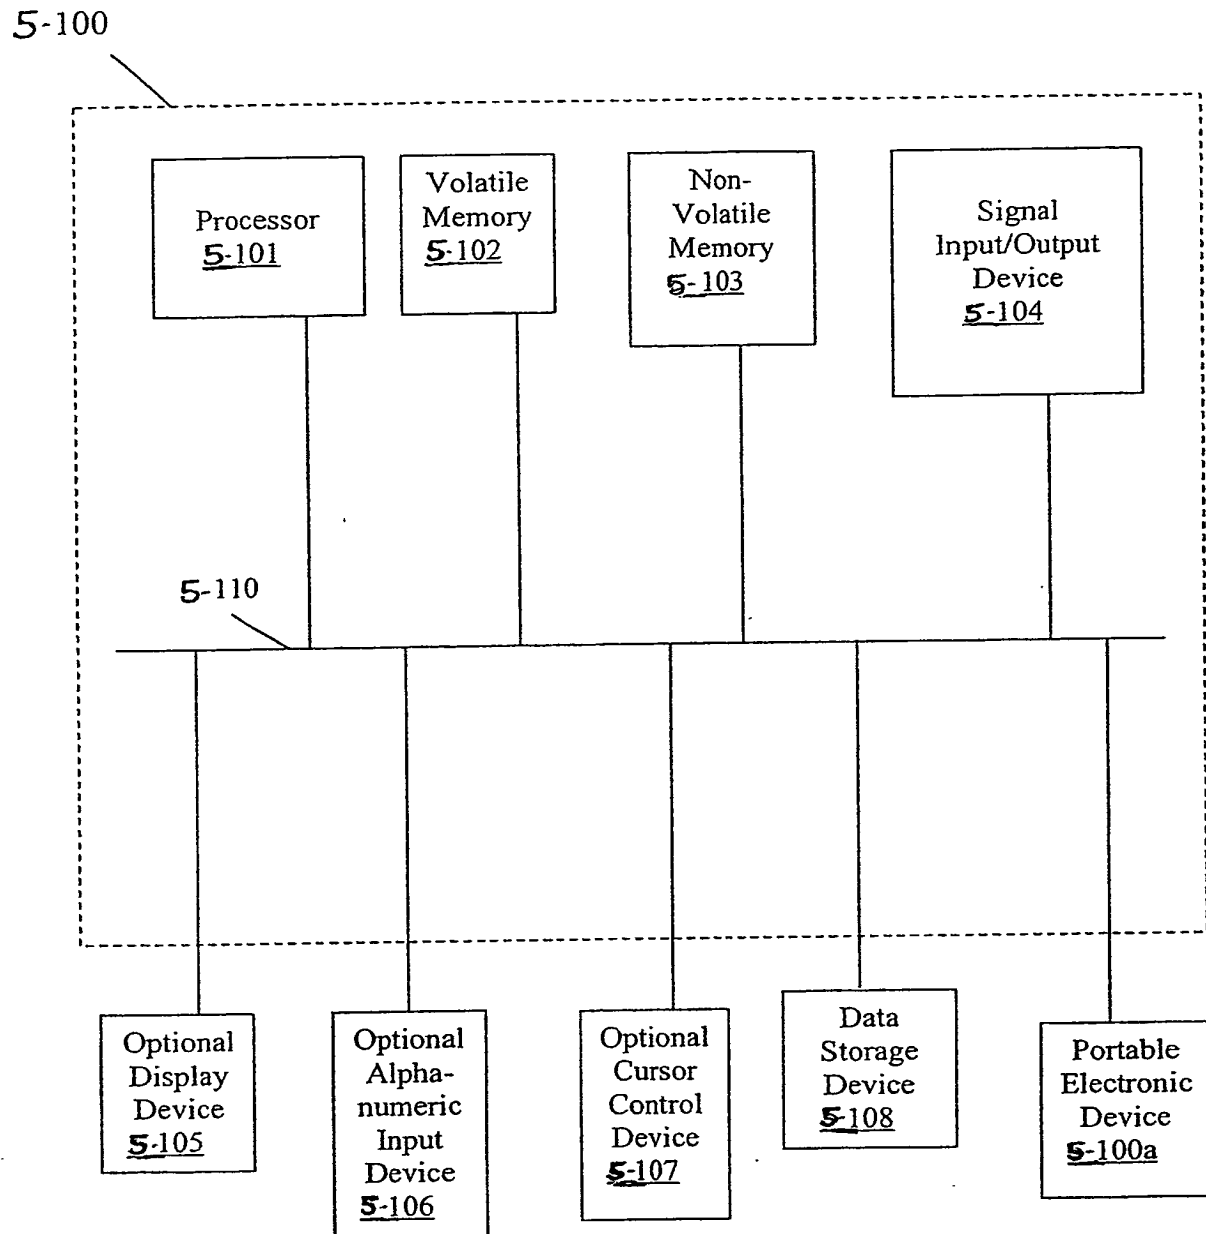 5-100
Processor
5-101
Volatile
Memory
5-102
Non-
Volatile
Memory
5-103
Signal
Input/Output
Device
5-104
5-110
Optional
Display
Device
5-105
Optional
Alpha-
numeric
Input
Device
5-106
Optional
Cursor
Control
Device
5-107
Data
Storage
Device
5-108
Portable
Electronic
Device
5-100a